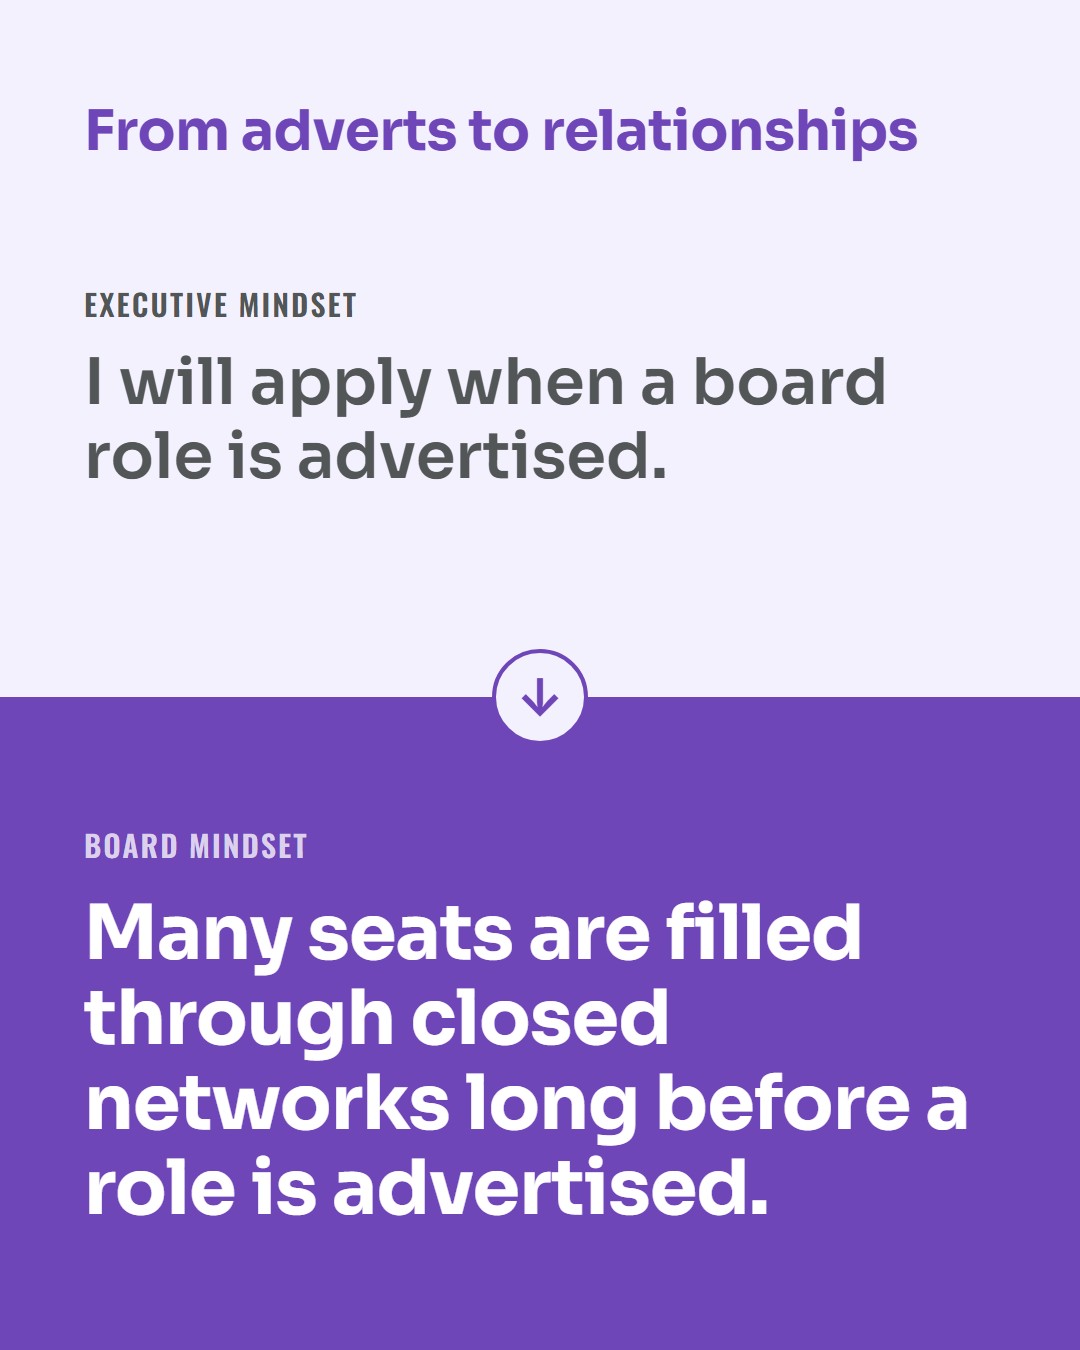 From adverts to relationships
EXECUTIVE MINDSET
I will apply when a board
role is advertised.
BOARD MINDSET
Many seats are filled
through closed
networks long before a
role is advertised.